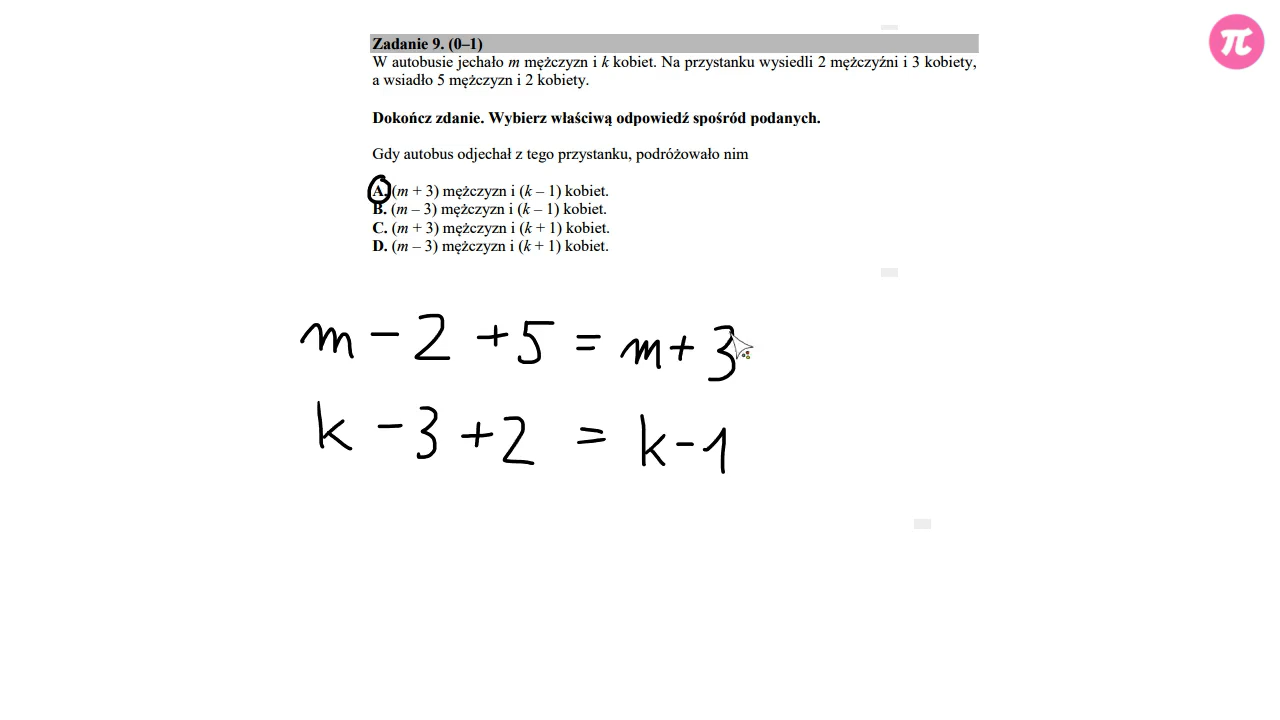 π
Zadanie 9. (0–1)
W autobusie jechało m mężczyzn i k kobiet. Na przystanku wysiedli 2 mężczyźni i 3 kobiety,
a wsiadło 5 mężczyzn i 2 kobiety.
Dokończ zdanie. Wybierz właściwą odpowiedź spośród podanych.
Gdy autobus odjechał z tego przystanku, podróżowało nim
A. (m + 3) mężczyzn i (k – 1) kobiet.
B. (m – 3) mężczyzn i (k – 1) kobiet.
C. (m + 3) mężczyzn i (k + 1) kobiet.
D. (m – 3) mężczyzn i (k + 1) kobiet.
m - 2 + 5 = m + 3
k - 3 + 2 = k - 1